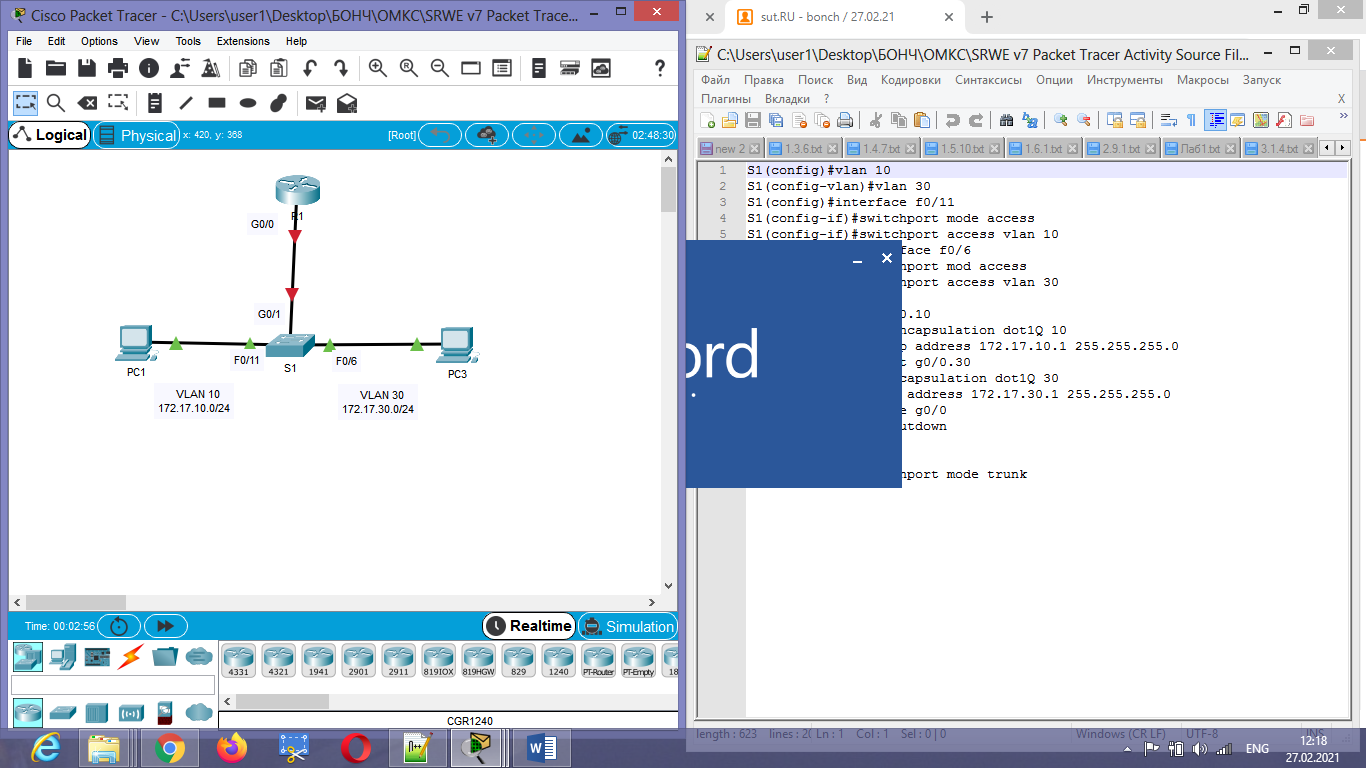 Cisco Packet Tracer - C:\Users\user1\Desktop\БОНЧ\ОМКС\SRWE v7 Packet Trace...
File Edit Options View Tools Extensions Help
?
Logical
Physical
x: 420, y: 368
[Root]
02:48:30
R1
G0/0
G0/1
F0/11
F0/6
PC1
S1
PC3
VLAN 10
172.17.10.0/24
VLAN 30
172.17.30.0/24
Time: 00:02:56
Realtime
Simulation
4331 4321 1941 2901 2911 819IOX 819HGW 829 1240 PT-Router PT-Empty 18
CGR1240
sut.RU - bonch / 27.02.21
C:\Users\user1\Desktop\БОНЧ\ОМКС\SRWE v7 Packet Tracer Activity Source Fil...
Файл Правка Поиск Вид Кодировки Синтаксисы Опции Инструменты Макросы Запуск
Плагины Вкладки ? X
new 2 1.3.6.txt 1.4.7.txt 1.5.10.txt 1.6.1.txt 2.9.1.txt Лаб1.txt 3.1.4.txt
1 S1(config)#vlan 10
2 S1(config-vlan)#vlan 30
3 S1(config)#interface f0/11
4 S1(config-if)#switchport mode access
5 S1(config-if)#switchport access vlan 10
face f0/6
port mod access
port access vlan 30
0.10
ncapsulation dot1Q 10
p address 172.17.10.1 255.255.255.0
t g0/0.30
capsulation dot1Q 30
address 172.17.30.1 255.255.255.0
e g0/0
utdown
port mode trunk
ord
length : 623 lines : 20 Ln : 1 Col : 1 Sel : 0 | 0 Windows (CR LF) UTF-8 INS
ENG
12:18
27.02.2021